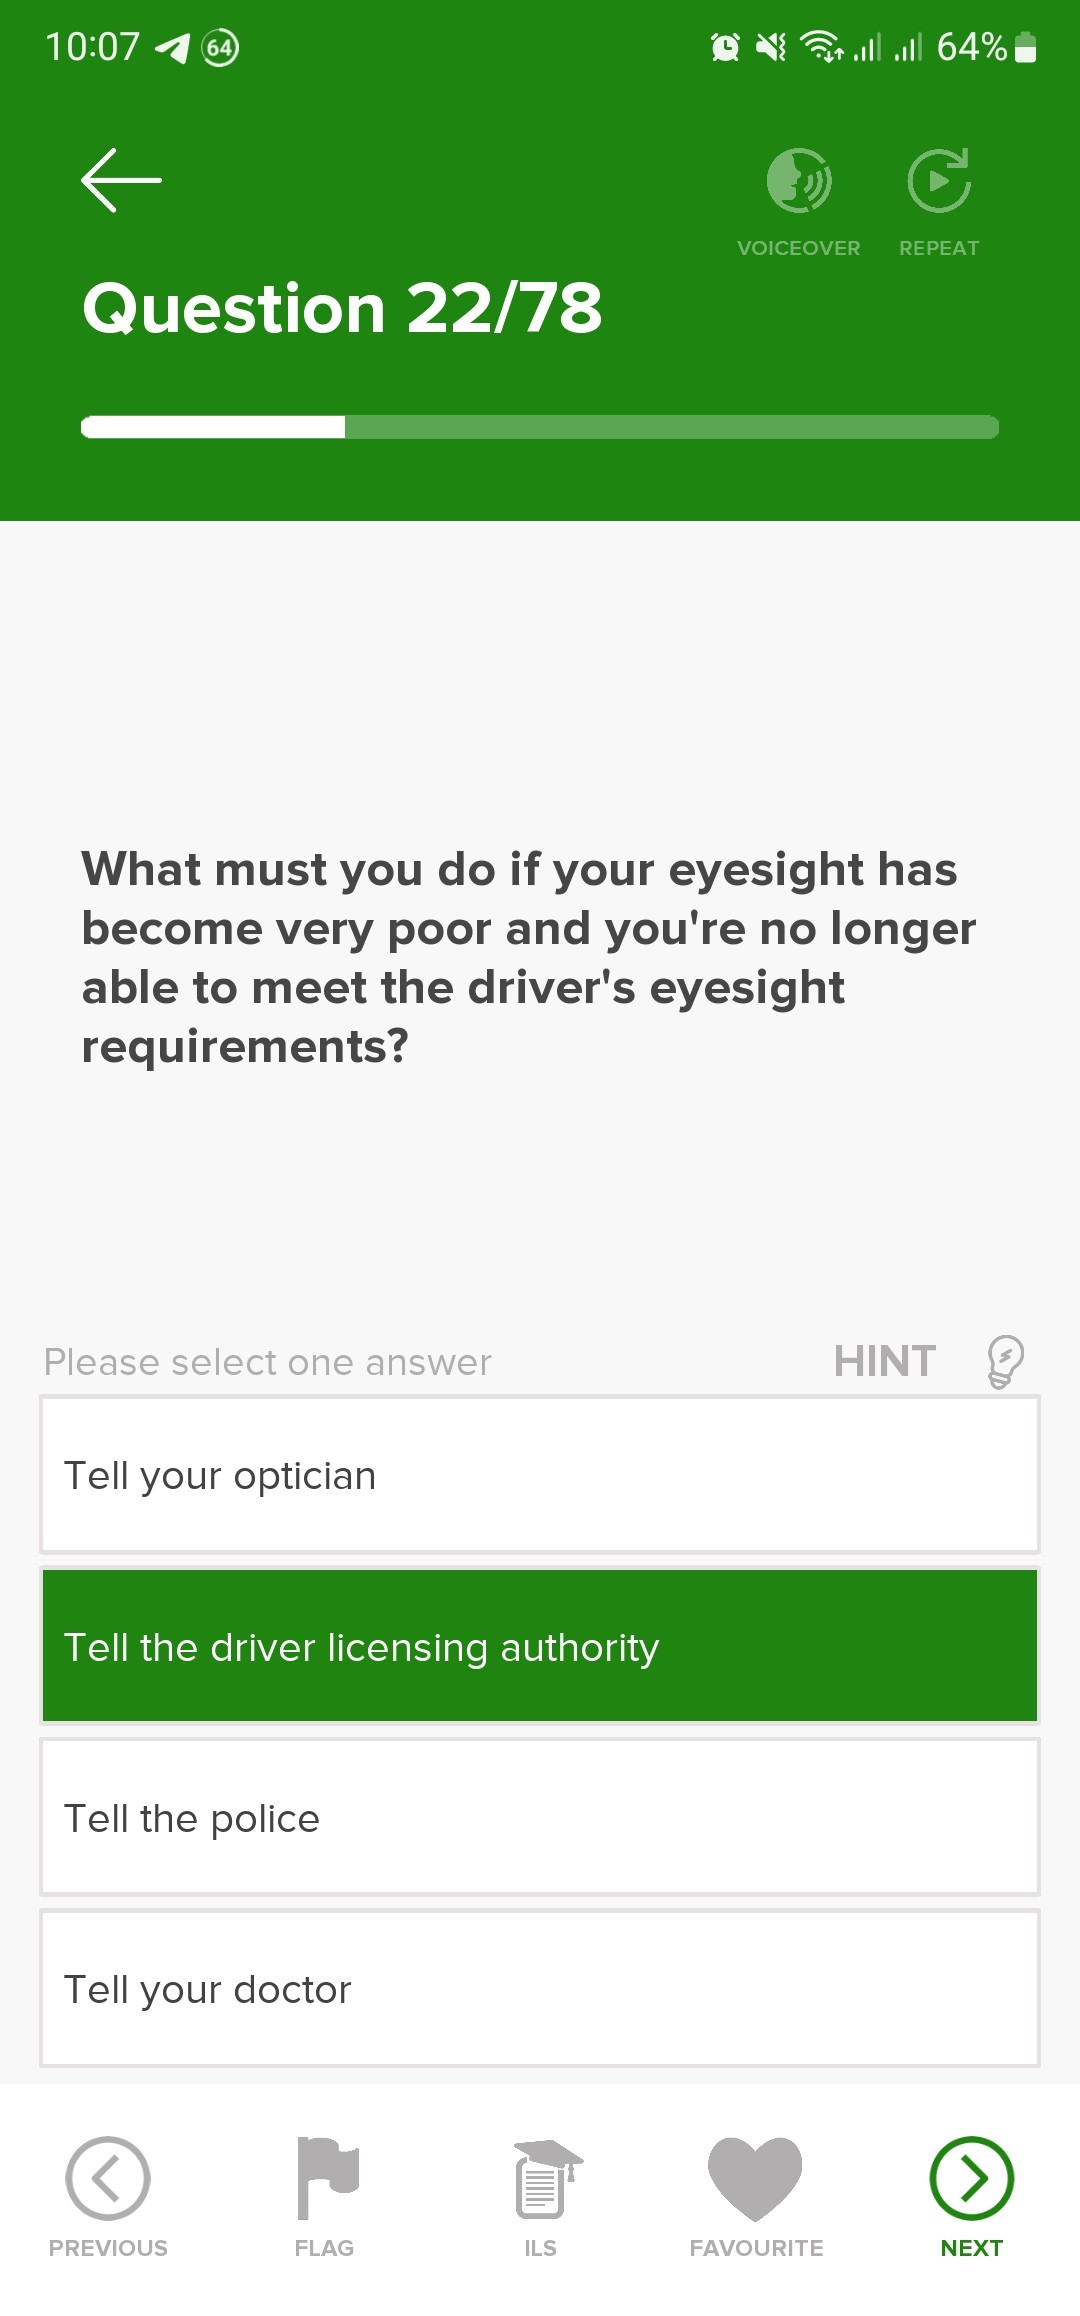 10:07 64 64%
VOICEOVER REPEAT
Question 22/78
What must you do if your eyesight has
become very poor and you're no longer
able to meet the driver's eyesight
requirements?
Please select one answer HINT
Tell your optician
Tell the driver licensing authority
Tell the police
Tell your doctor
PREVIOUS FLAG ILS FAVOURITE NEXT